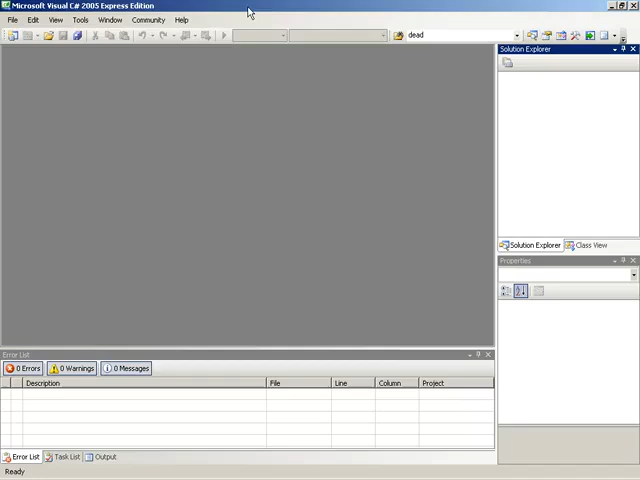 Microsoft Visual C# 2005 Express Edition
File Edit View Tools Window Community Help
dead
Solution Explorer
Solution Explorer Class View
Properties
Error List
0 Errors 0 Warnings 0 Messages
Description File Line Column Project
Error List Task List Output
Ready